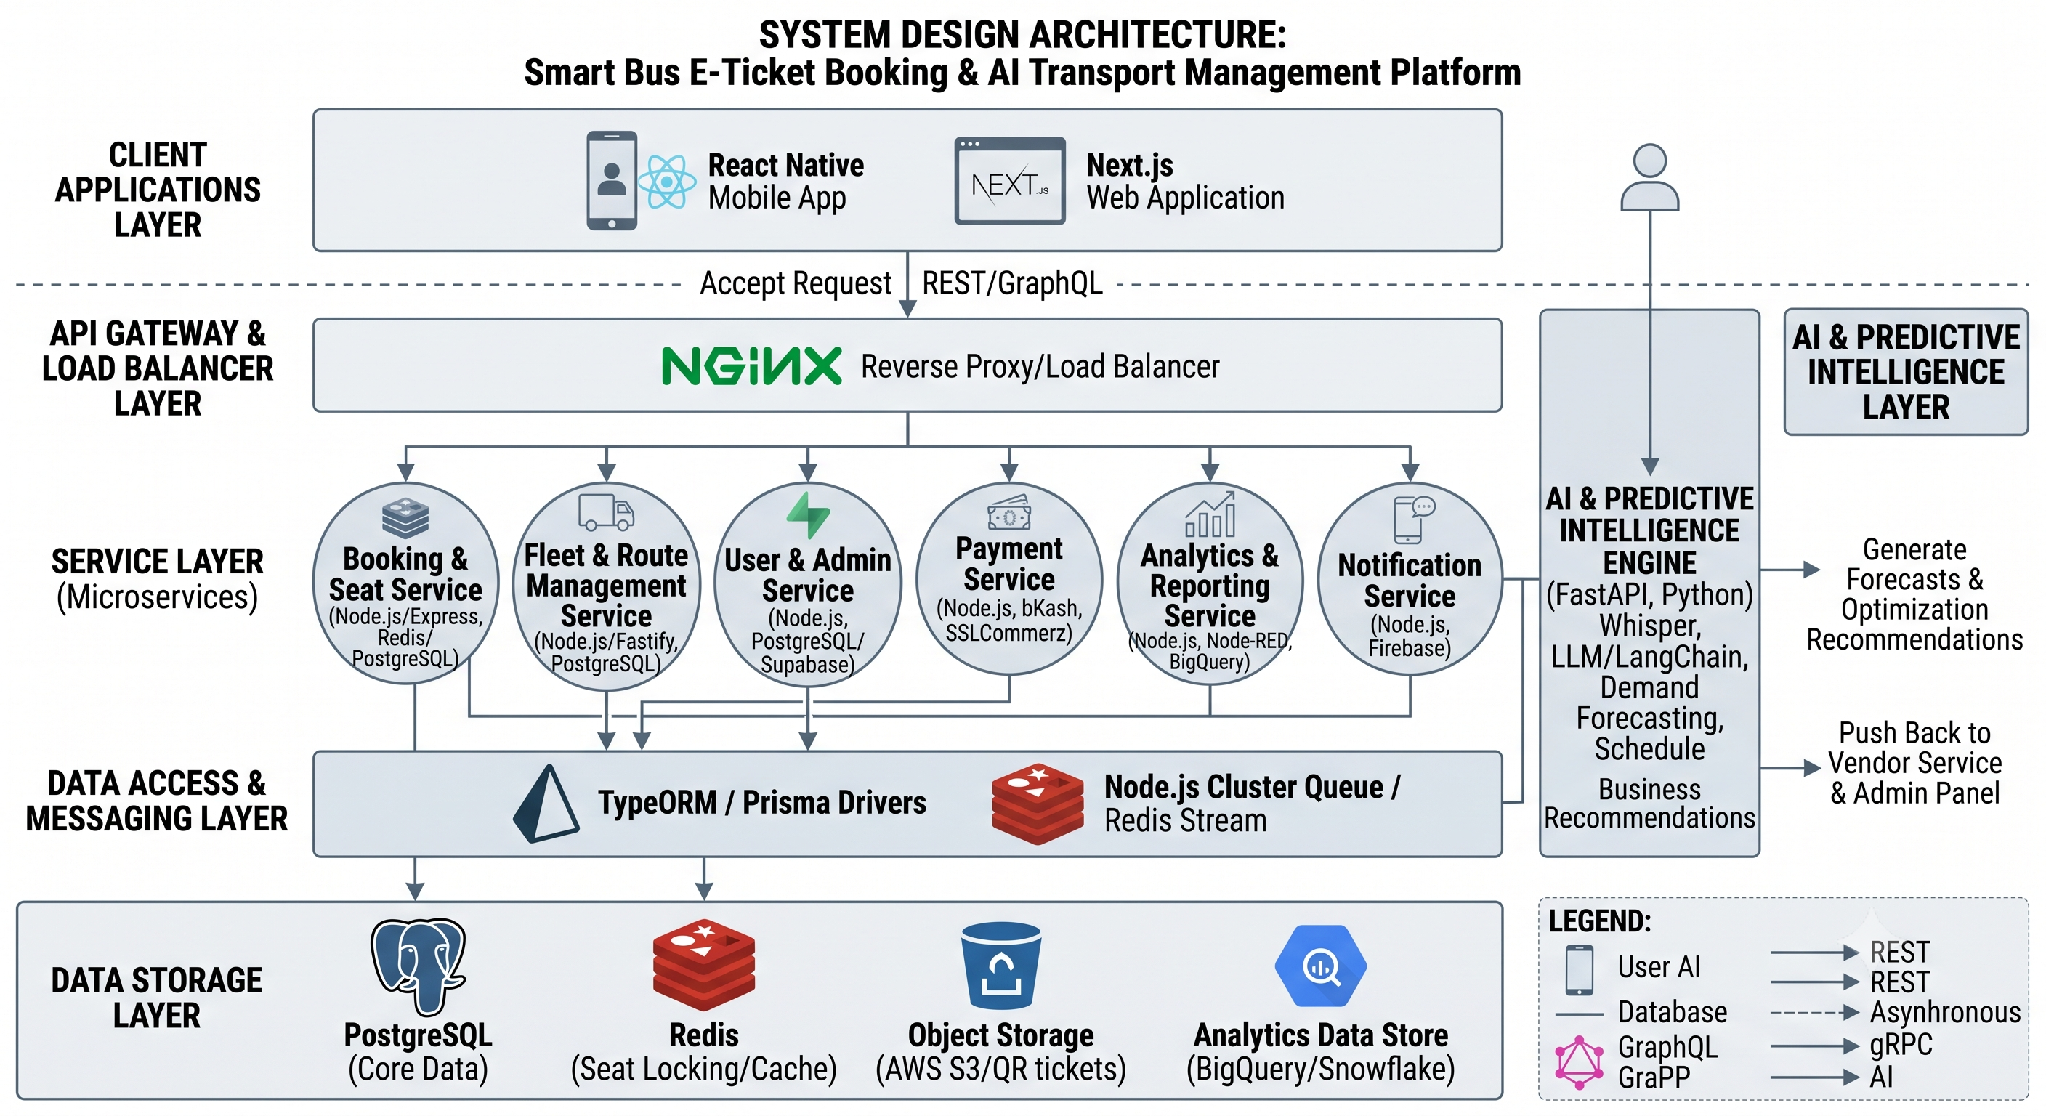 SYSTEM DESIGN ARCHITECTURE:
Smart Bus E-Ticket Booking & AI Transport Management Platform
CLIENT
APPLICATIONS
LAYER
React Native
Mobile App
NEXT.JS
Next.js
Web Application
Accept Request
REST/GraphQL
API GATEWAY &
LOAD BALANCER
LAYER
NGINX
Reverse Proxy/Load Balancer
AI & PREDICTIVE
INTELLIGENCE
LAYER
SERVICE LAYER
(Microservices)
Booking &
Seat Service
(Node.js/Express,
Redis/
PostgreSQL)
Fleet & Route
Management
Service
(Node.js/Fastify,
PostgreSQL)
User & Admin
Service
(Node.js,
PostgreSQL/
Supabase)
Payment
Service
(Node.js, bKash,
SSLCommerz)
Analytics &
Reporting
Service
(Node.js, Node-RED,
BigQuery)
Notification
Service
(Node.js,
Firebase)
AI & PREDICTIVE
INTELLIGENCE
ENGINE
(FastAPI, Python)
Whisper,
LLM/LangChain,
Demand
Forecasting,
Schedule
Business
Recommendations
Generate
Forecasts &
Optimization
Recommendations
Push Back to
Vendor Service
& Admin Panel
DATA ACCESS &
MESSAGING LAYER
TypeORM / Prisma Drivers
Node.js Cluster Queue /
Redis Stream
DATA STORAGE
LAYER
PostgreSQL
(Core Data)
Redis
(Seat Locking/Cache)
Object Storage
(AWS S3/QR tickets)
Analytics Data Store
(BigQuery/Snowflake)
LEGEND:
User AI
Database
GraphQL
GraPP
REST
REST
Asynhronous
gRPC
AI